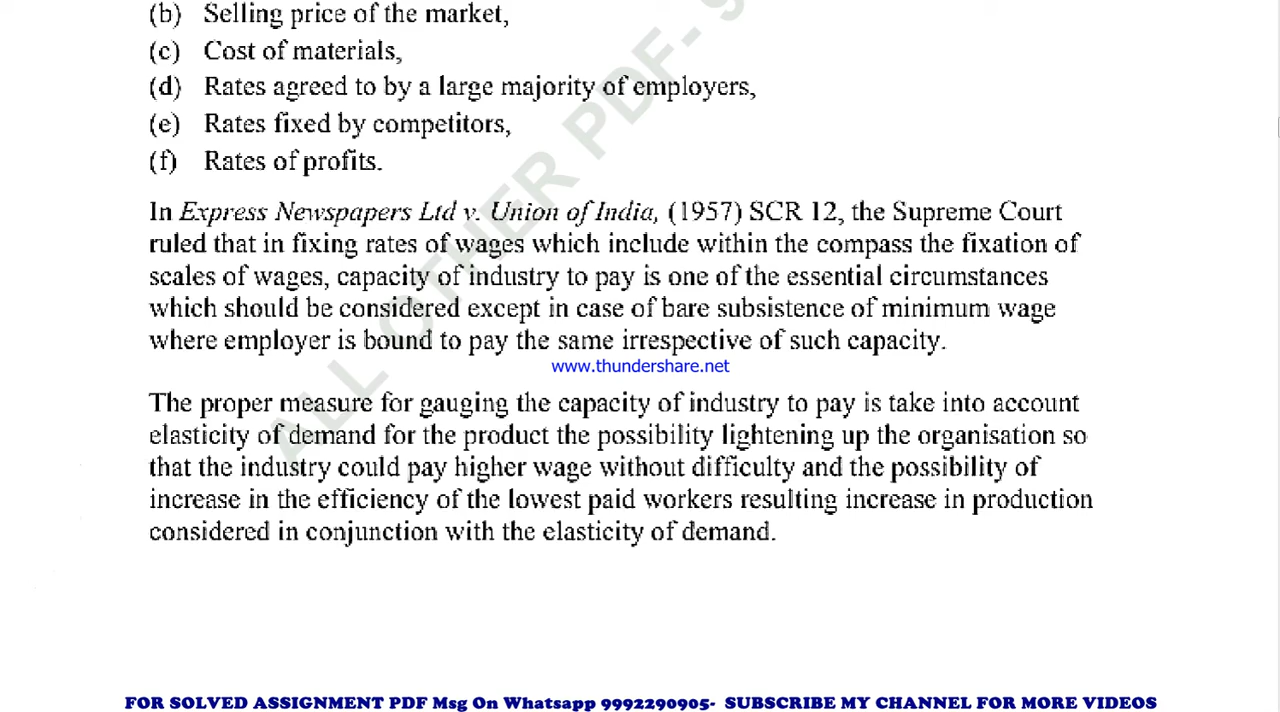 (b) Selling price of the market,
(c) Cost of materials,
(d) Rates agreed to by a large majority of employers,
(e) Rates fixed by competitors,
(f) Rates of profits.
In Express Newspapers Ltd v. Union of India, (1957) SCR 12, the Supreme Court
ruled that in fixing rates of wages which include within the compass the fixation of
scales of wages, capacity of industry to pay is one of the essential circumstances
which should be considered except in case of bare subsistence of minimum wage
where employer is bound to pay the same irrespective of such capacity.
www.thundershare.net
The proper measure for gauging the capacity of industry to pay is take into account
elasticity of demand for the product the possibility lightening up the organisation so
that the industry could pay higher wage without difficulty and the possibility of
increase in the efficiency of the lowest paid workers resulting increase in production
considered in conjunction with the elasticity of demand.
ALL OTHER PDF- 9
FOR SOLVED ASSIGNMENT PDF Msg On Whatsapp 9992290905- SUBSCRIBE MY CHANNEL FOR MORE VIDEOS